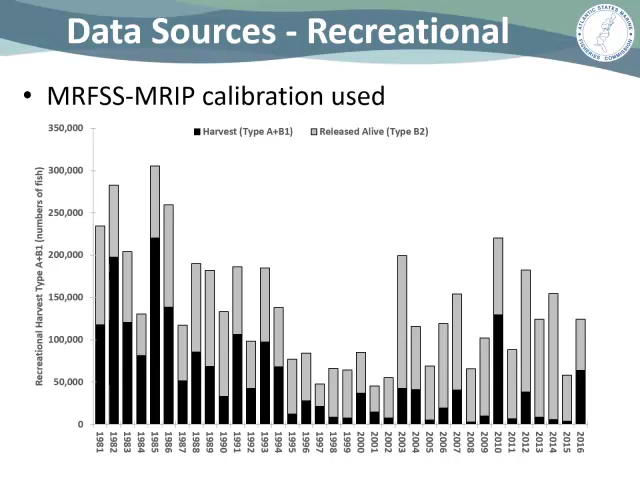 Data Sources - Recreational
ATLANTIC STATES MARINE
FISHERIES COMMISSION
• MRFSS-MRIP calibration used
Harvest (Type A+B1) Released Alive (Type B2)
Recreational Harvest Type A+B1 (numbers of fish)
350,000
300,000
250,000
200,000
150,000
100,000
50,000
0
1981 1982 1983 1984 1985 1986 1987 1988 1989 1990 1991 1992 1993 1994 1995 1996 1997 1998 1999 2000 2001 2002 2003 2004 2005 2006 2007 2008 2009 2010 2011 2012 2013 2014 2015 2016